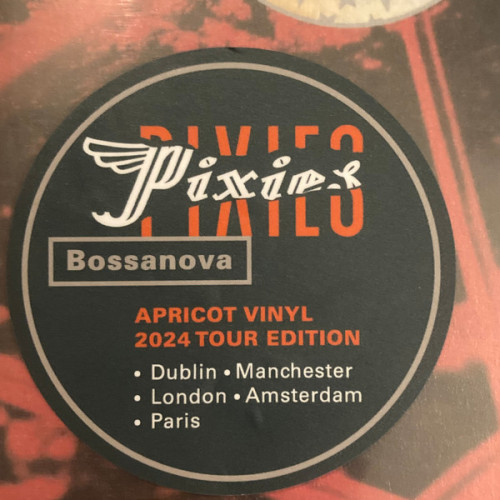 PIXIES
Pixies
Bossanova
APRICOT VINYL
2024 TOUR EDITION
• Dublin • Manchester
• London • Amsterdam
• Paris